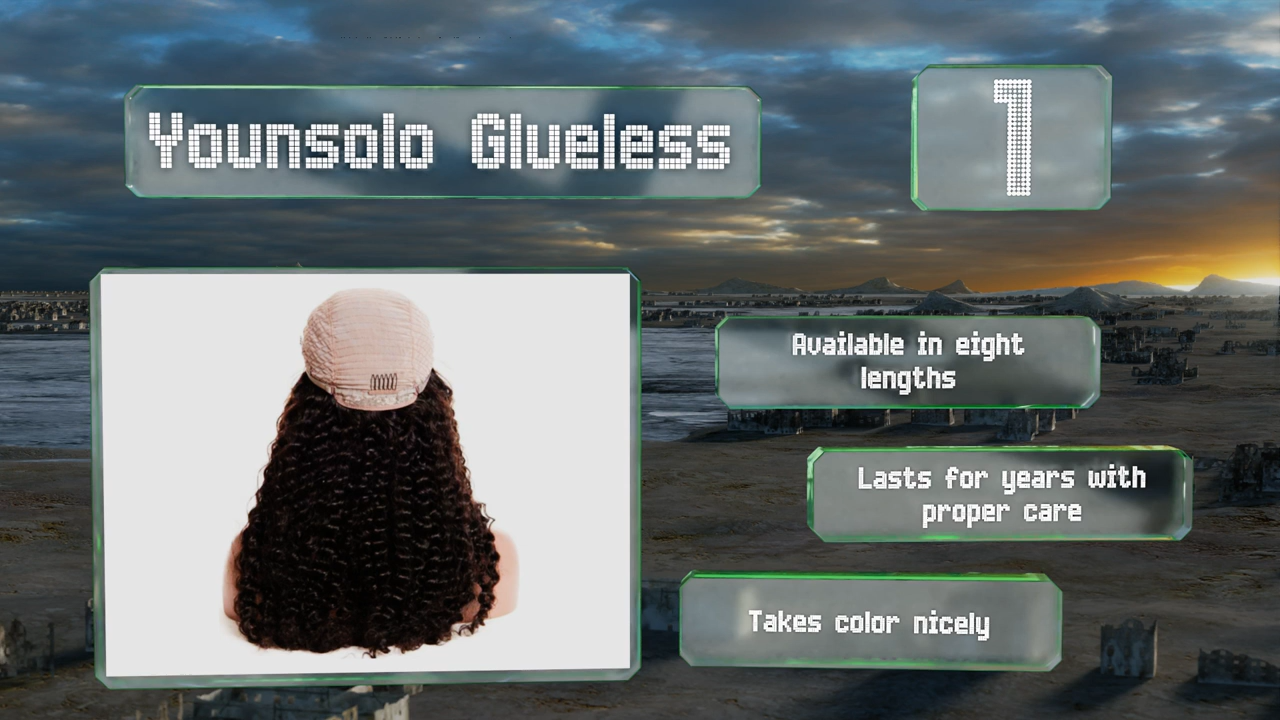 Younsolo Glueless
1
Available in eight
lengths
Lasts for years with
proper care
Takes color nicely